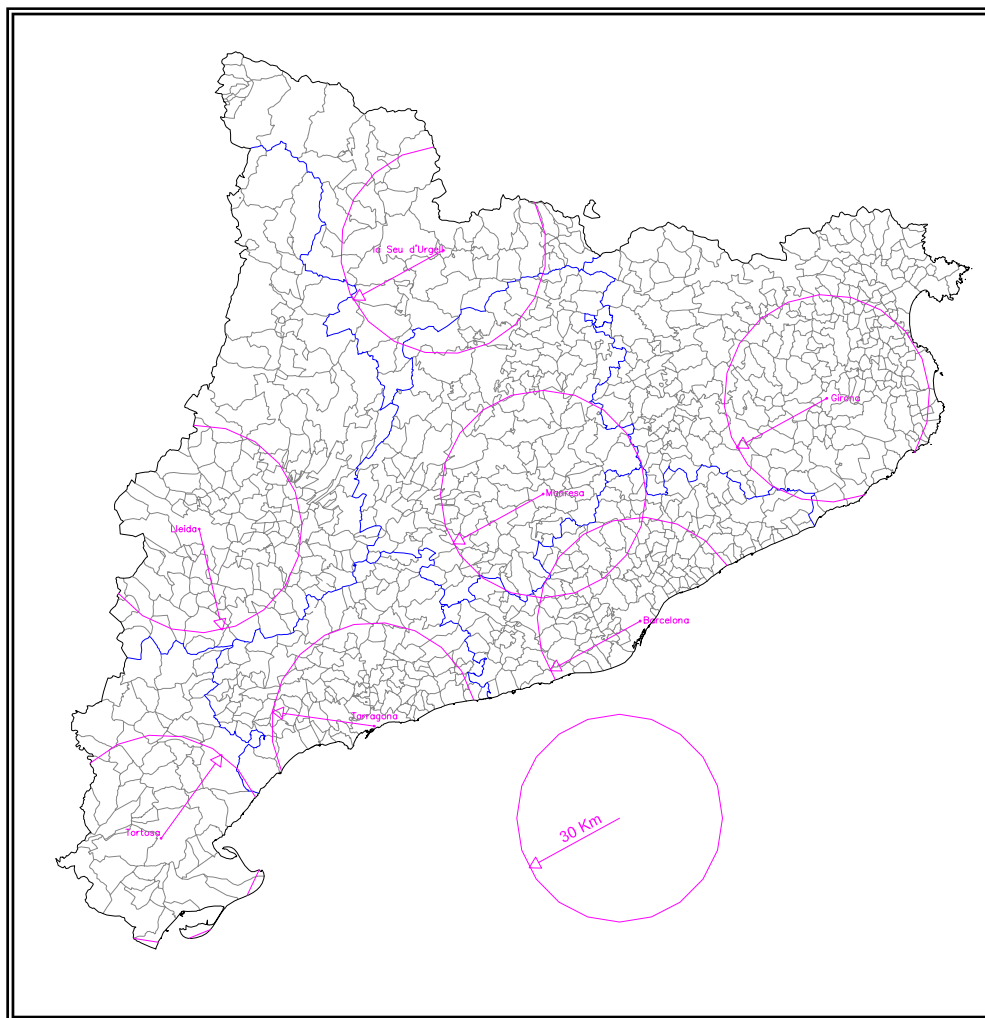 la Seu d'Urgell
Girona
Manresa
Lleida
Barcelona
Tarragona
30 Km
Tortosa